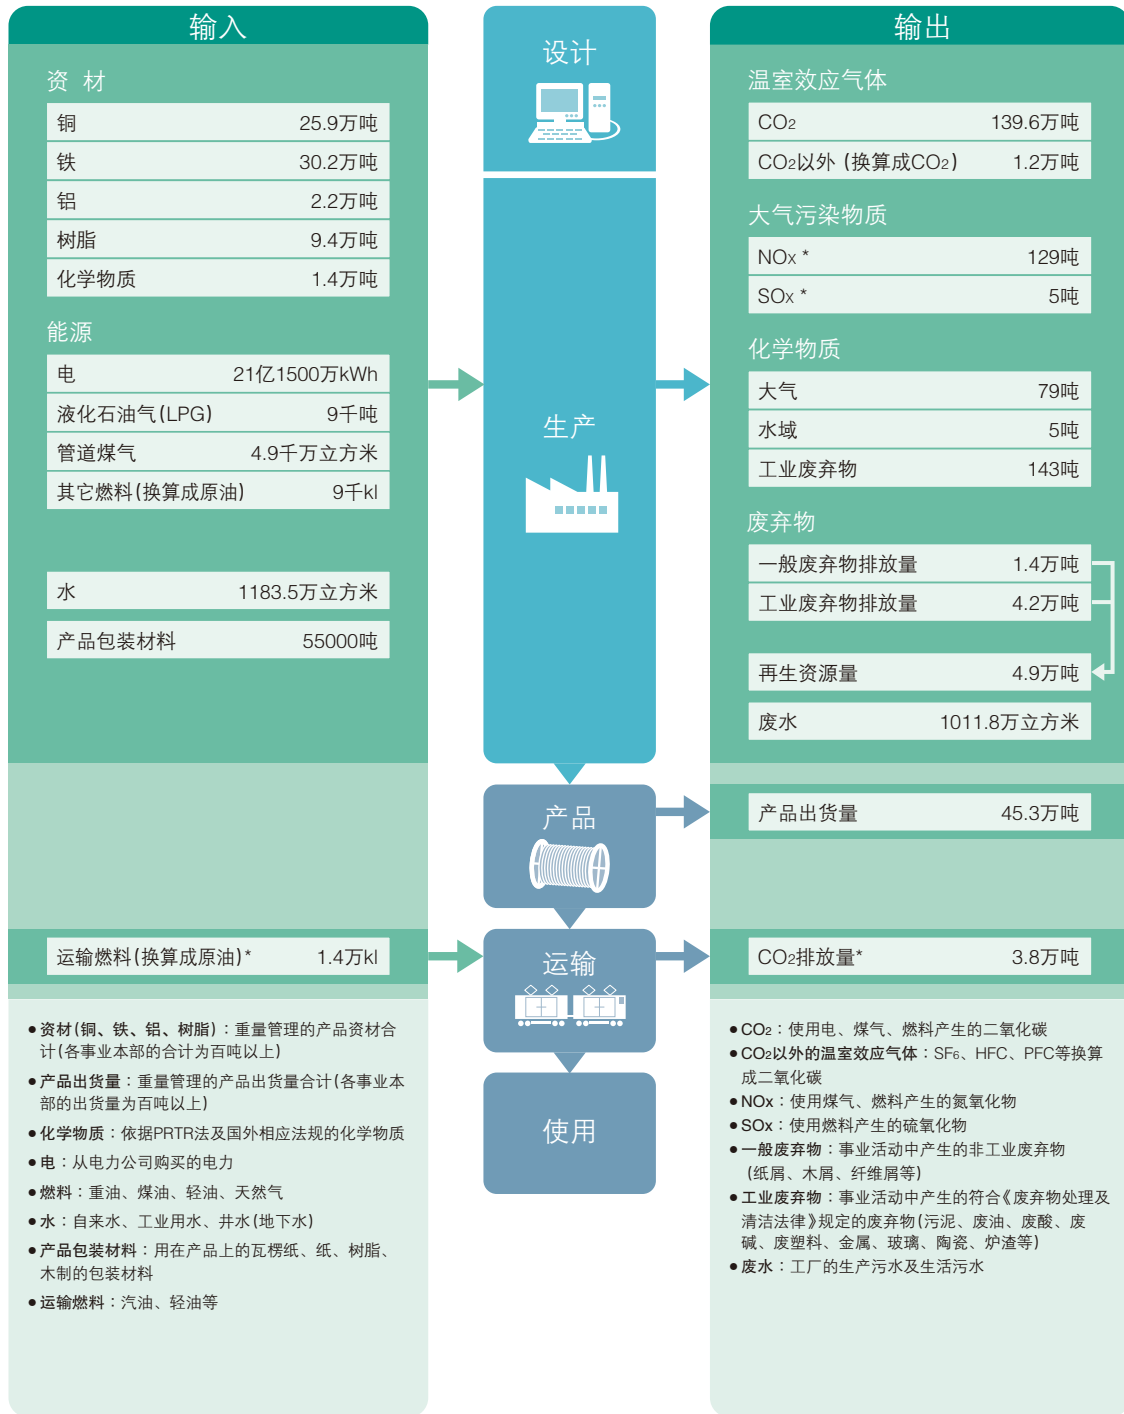 输入
资 材
铜 25.9万吨
铁 30.2万吨
铝 2.2万吨
树脂 9.4万吨
化学物质 1.4万吨
能源
电 21亿1500万kWh
液化石油气(LPG) 9千吨
管道煤气 4.9千万立方米
其它燃料(换算成原油) 9千kl
水 1183.5万立方米
产品包装材料 55000吨
运输燃料(换算成原油)* 1.4万kl
●资材(铜、铁、铝、树脂)：重量管理的产品资材合
计(各事业本部的合计为百吨以上)
●产品出货量：重量管理的产品出货量合计(各事业本
部的出货量为百吨以上)
●化学物质：依据PRTR法及国外相应法规的化学物质
●电：从电力公司购买的电力
●燃料：重油、煤油、轻油、天然气
●水：自来水、工业用水、井水(地下水)
●产品包装材料：用在产品上的瓦楞纸、纸、树脂、
木制的包装材料
●运输燃料：汽油、轻油等
设计
生产
产品
运输
使用
输出
温室效应气体
CO2 139.6万吨
CO2以外 (换算成CO2) 1.2万吨
大气污染物质
NOx * 129吨
SOx * 5吨
化学物质
大气 79吨
水域 5吨
工业废弃物 143吨
废弃物
一般废弃物排放量 1.4万吨
工业废弃物排放量 4.2万吨
再生资源量 4.9万吨
废水 1011.8万立方米
产品出货量 45.3万吨
CO2排放量* 3.8万吨
●CO2：使用电、煤气、燃料产生的二氧化碳
●CO2以外的温室效应气体：SF6、HFC、PFC等换算
成二氧化碳
●NOx：使用煤气、燃料产生的氮氧化物
●SOx：使用燃料产生的硫氧化物
●一般废弃物：事业活动中产生的非工业废弃物
(纸屑、木屑、纤维屑等)
●工业废弃物：事业活动中产生的符合《废弃物处理及
清洁法律》规定的废弃物(污泥、废油、废酸、废
碱、废塑料、金属、玻璃、陶瓷、炉渣等)
●废水：工厂的生产污水及生活污水